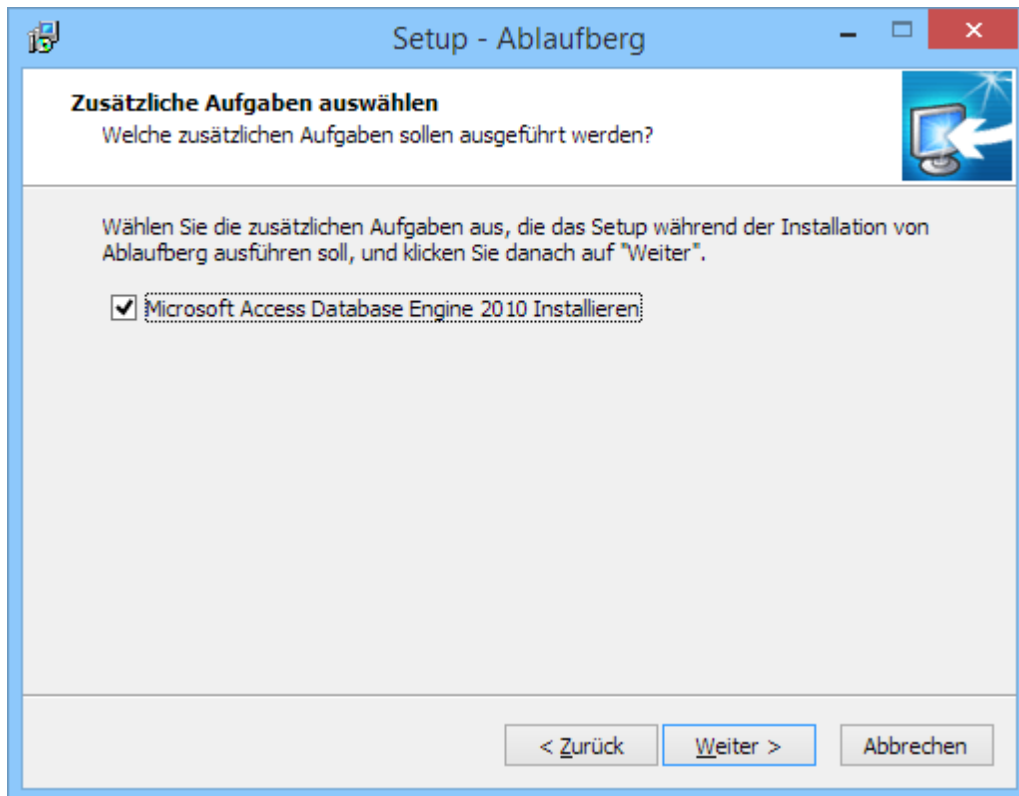 Setup - Ablaufberg
Zusätzliche Aufgaben auswählen
Welche zusätzlichen Aufgaben sollen ausgeführt werden?
Wählen Sie die zusätzlichen Aufgaben aus, die das Setup während der Installation von
Ablaufberg ausführen soll, und klicken Sie danach auf "Weiter".
Microsoft Access Database Engine 2010 Installieren
< Zurück
Weiter >
Abbrechen